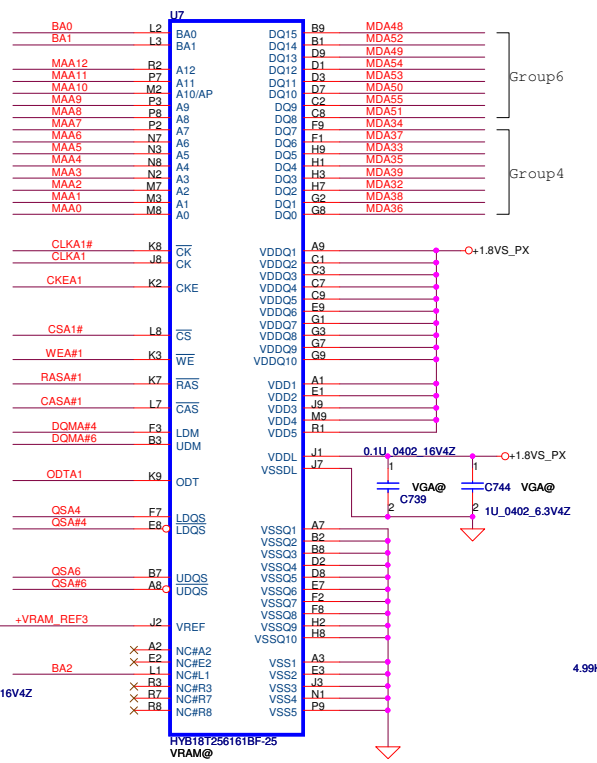 U7
BA0 L2 BA0 DQ15 B9 MDA48
BA1 L3 BA1 DQ14 B1 MDA52
DQ13 D9 MDA49
MAA12 R2 A12 DQ12 D1 MDA54
MAA11 P7 A11 DQ11 D3 MDA53
MAA10 M2 A10/AP DQ10 D7 MDA50
MAA9 P3 A9 DQ9 C2 MDA55
MAA8 P8 A8 DQ8 C8 MDA51
Group6
MAA7 P2 A7 DQ7 F9 MDA34
MAA6 N7 A6 DQ6 F1 MDA37
MAA5 N3 A5 DQ5 H9 MDA33
MAA4 N8 A4 DQ4 H1 MDA35
MAA3 N2 A3 DQ3 H3 MDA39
MAA2 M7 A2 DQ2 H7 MDA32
MAA1 M3 A1 DQ1 G2 MDA38
MAA0 M8 A0 DQ0 G8 MDA36
Group4
CLKA1# K8 CK VDDQ1 A9 +1.8VS_PX
CLKA1 J8 CK VDDQ2 C1
VDDQ3 C3
CKEA1 K2 CKE VDDQ4 C7
VDDQ5 C9
VDDQ6 E9
VDDQ7 G1
CSA1# L8 CS VDDQ8 G3
VDDQ9 G7
WEA#1 K3 WE VDDQ10 G9
RASA#1 K7 RAS VDD1 A1
VDD2 E1
CASA#1 L7 CAS VDD3 J9
VDD4 M9
DQMA#4 F3 LDM VDD5 R1
DQMA#6 B3 UDM
VDDL J1 0.1U_0402_16V4Z +1.8VS_PX
VSSDL J7 1 1
ODTA1 K9 ODT
VGA@ C744 VGA@
C739
2 2 1U_0402_6.3V4Z
QSA4 F7 LDQS
QSA#4 E8 LDQS VSSQ1 A7
VSSQ2 B2
VSSQ3 B8
VSSQ4 D2
QSA6 B7 UDQS VSSQ5 D8
QSA#6 A8 UDQS VSSQ6 E7
VSSQ7 F2
VSSQ8 F8
+VRAM_REF3 J2 VREF VSSQ9 H2
VSSQ10 H8
A2 NC#A2
E2 NC#E2 VSS1 A3
BA2 L1 NC#L1 VSS2 E3
R3 NC#R3 VSS3 J3
16V4Z R7 NC#R7 VSS4 N1
R8 NC#R8 VSS5 P9
4.99K
HYB18T256161BF-25
VRAM@